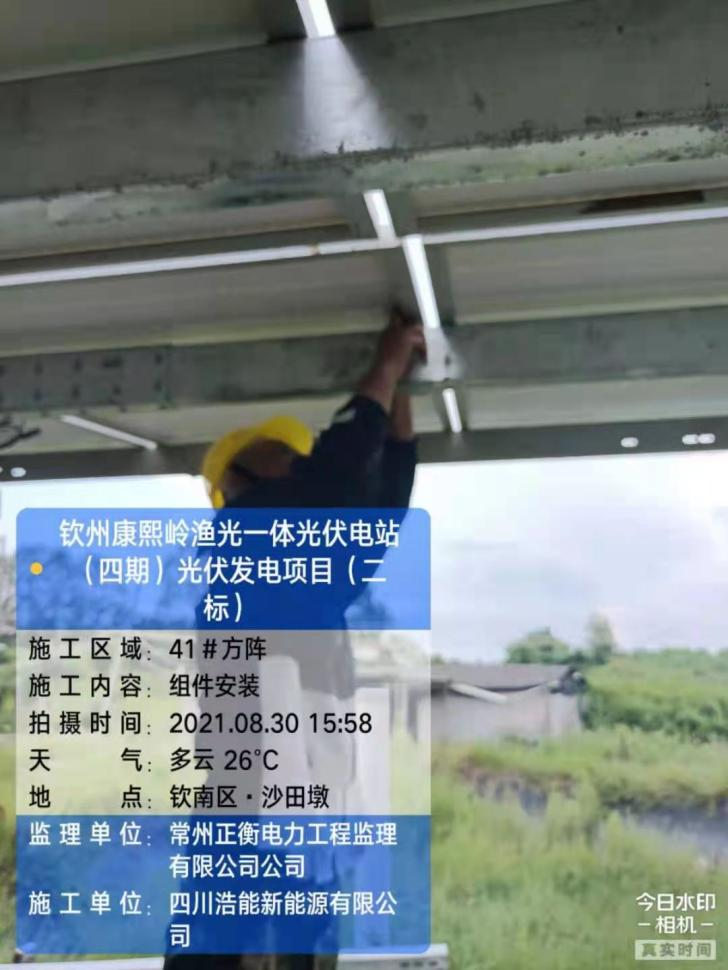 钦州康熙岭渔光一体光伏电站
（四期）光伏发电项目（二
标）
施工区域：41#方阵
施工内容：组件安装
拍摄时间：2021.08.30 15:58
天气：多云 26℃
地点：钦南区·沙田墩
监理单位：常州正衡电力工程监理
有限公司公司
施工单位：四川浩能新能源有限公
司
今日水印
-相机-
真实时间